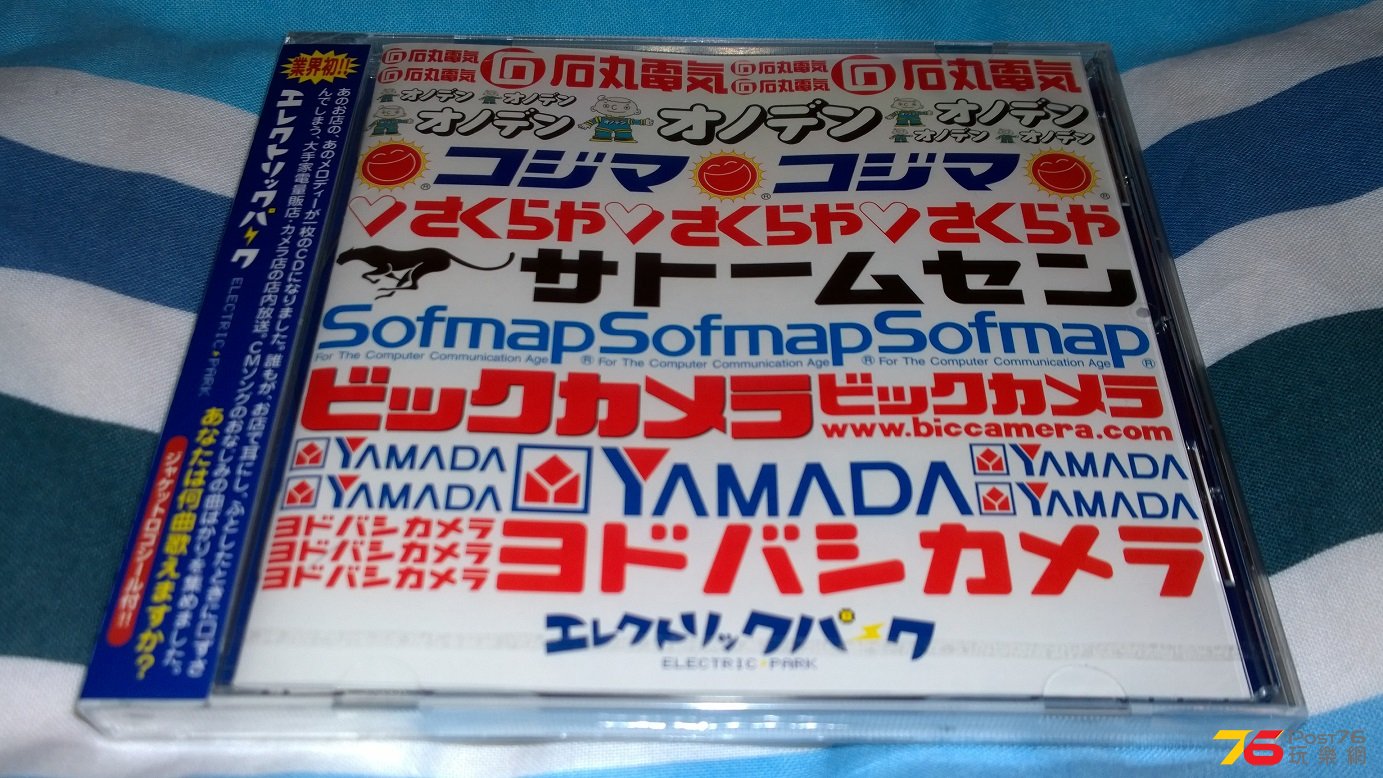 業界初!!
エレクトリックパーク
ELECTRIC PARK
あのお店の、あのメロディーが一枚のCDになりました。誰もが、お店で耳にし、ふとしたときに口ずさ
んでしまう、大手家電量販店・カメラ店の店内放送、CMソングのおなじみの曲ばかりを集めました。
あなたは何曲歌えますか?
ジャケットロゴシール付!!
石丸電気 石丸電気 石丸電気 石丸電気
石丸電気 石丸電気
オノデン オノデン オノデン
オノデン オノデン
オノデン オノデン
コジマ ® コジマ ®
さくらや さくらや さくらや
サトームセン
Sofmap Sofmap Sofmap
For The Computer Communication Age ® For The Computer Communication Age ® For The Computer Communication Age ®
ビックカメラ ビックカメラ
www.biccamera.com
YAMADA YAMADA YAMADA
YAMADA YAMADA
ヨドバシカメラ ヨドバシカメラ
ヨドバシカメラ
ヨドバシカメラ
エレクトリックパーク
ELECTRIC PARK
76 Post76
玩樂網